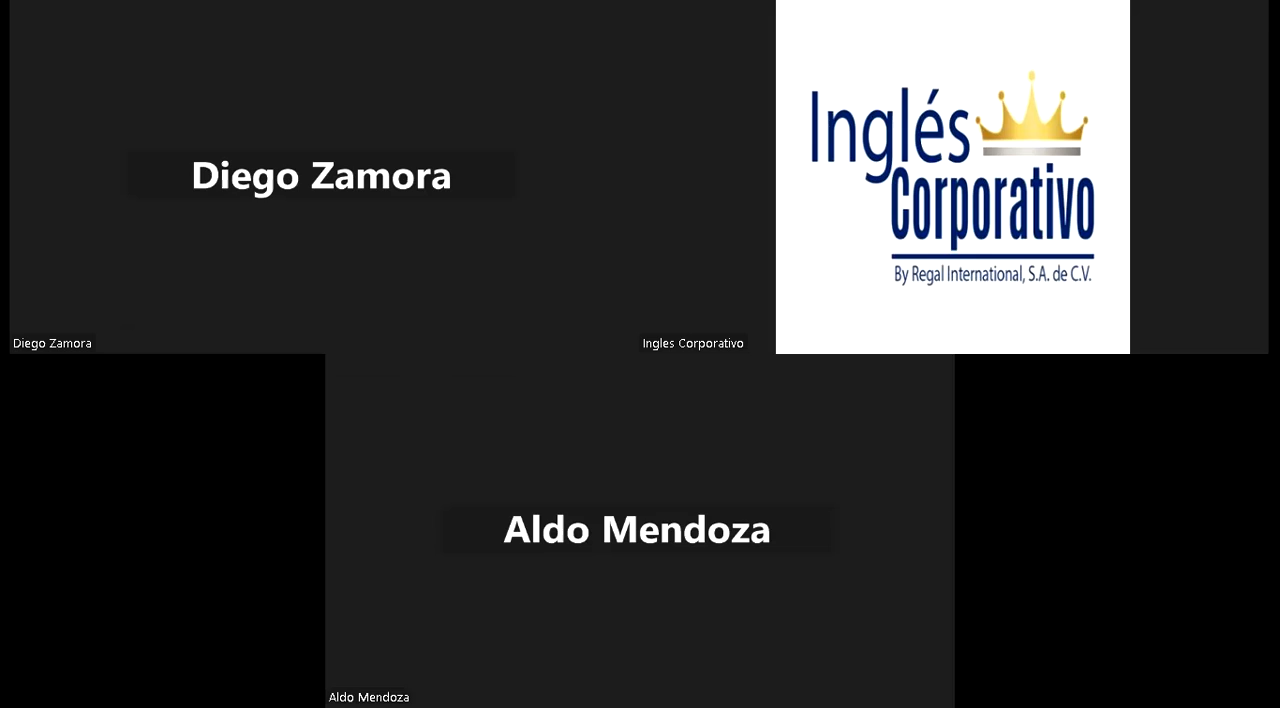 Diego Zamora
Inglés
Corporativo
By Regal International, S.A. de C.V.
Diego Zamora
Ingles Corporativo
Aldo Mendoza
Aldo Mendoza